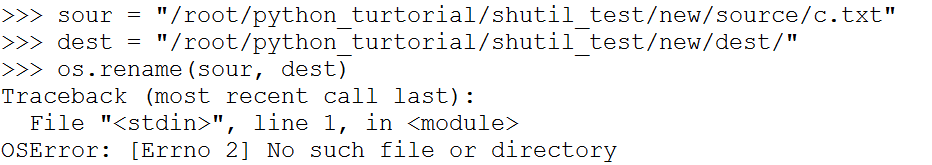 >>> sour = "/root/python_turtorial/shutil_test/new/source/c.txt"
>>> dest = "/root/python_turtorial/shutil_test/new/dest/"
>>> os.rename(sour, dest)
Traceback (most recent call last):
  File "<stdin>", line 1, in <module>
OSError: [Errno 2] No such file or directory